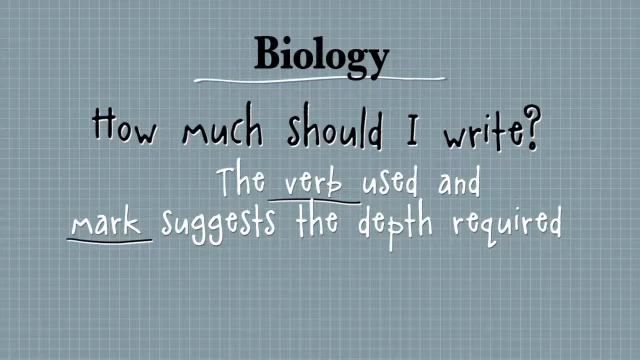 Biology
How much should I write?
The verb used and
mark suggests the depth required